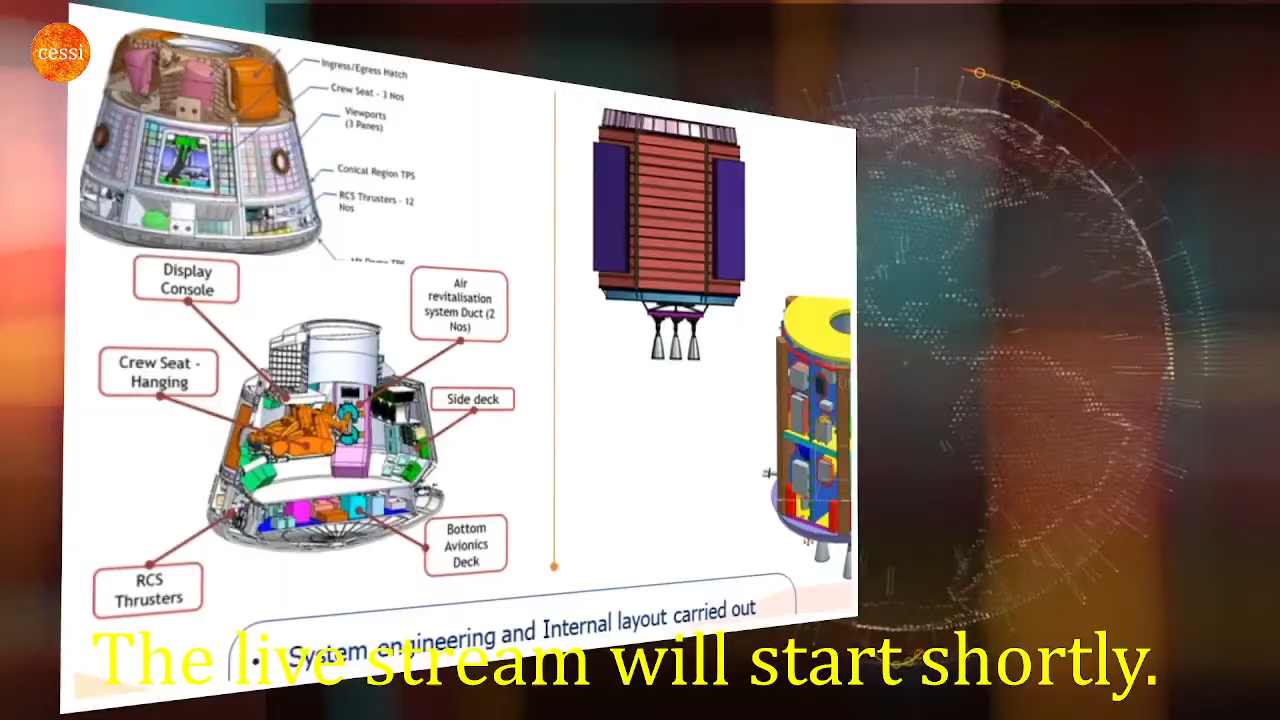 cessi
Ingress/Egress Hatch
Crew Seat - 3 Nos
Viewports
(3 Panes)
Conical Region TPS
RCS Thrusters - 12
Nos
Display
Console
Air
revitalisation
system Duct (2
Nos)
Crew Seat -
Hanging
Side deck
Bottom
Avionics
Deck
RCS
Thrusters
• System engineering and Internal layout carried out
The live stream will start shortly.